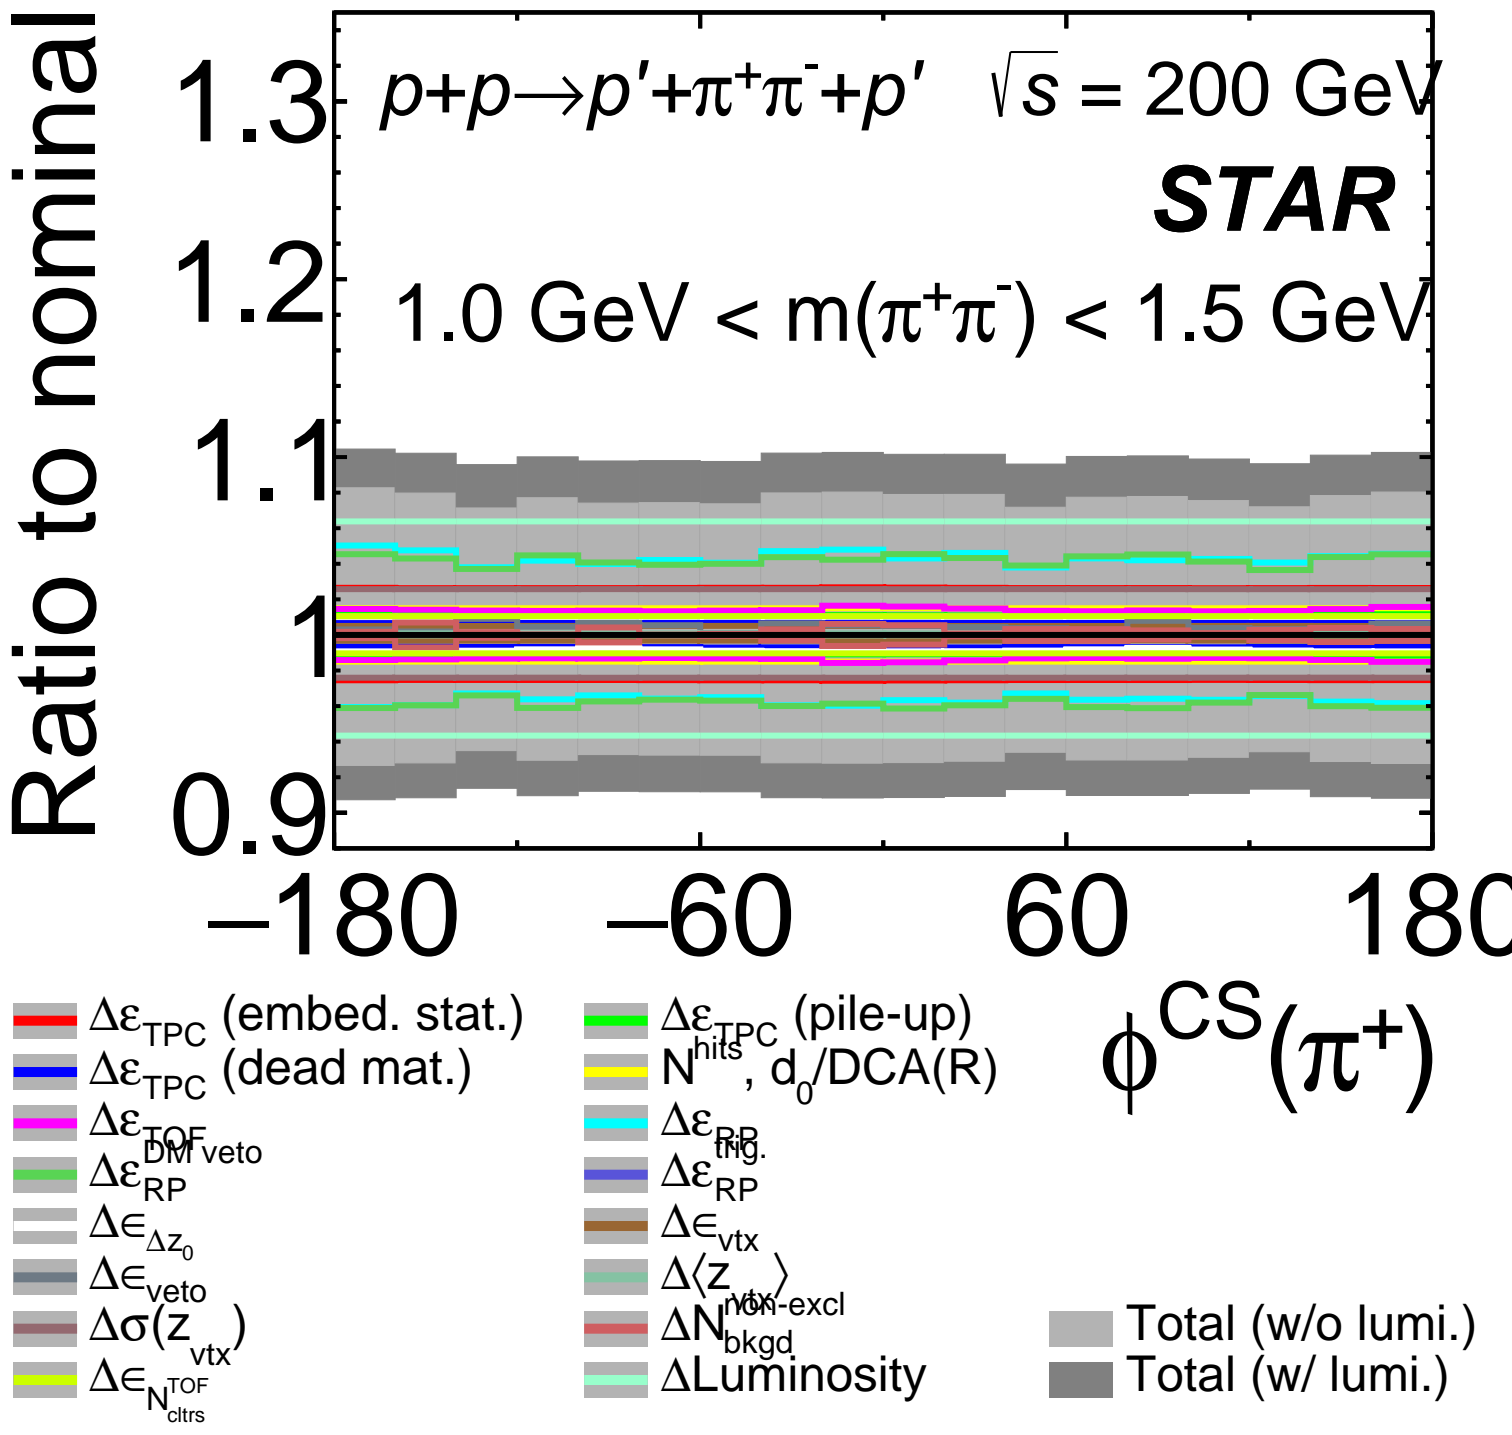 Ratio to nominal
p+p→p′+π⁺π⁻+p′ √s = 200 GeV
STAR
1.0 GeV < m(π⁺π⁻) < 1.5 GeV
1.3
1.2
1.1
1
0.9
−180 −60 60 180
ϕ^CS(π⁺)
Δε_TPC (embed. stat.)
Δε_TPC (pile-up)
Δε_TPC (dead mat.)
N^hits, d_0/DCA(R)
Δε_TOF
Δε_RP
Δε_RP^DM veto
Δε_RP^trig.
Δ∈_Δz_0
Δ∈_vtx
Δ∈_veto
Δ⟨z_vtx⟩
Δσ(z_vtx)
ΔN_bkgd^non-excl
Δ∈_N_cltrs^TOF
ΔLuminosity
Total (w/o lumi.)
Total (w/ lumi.)